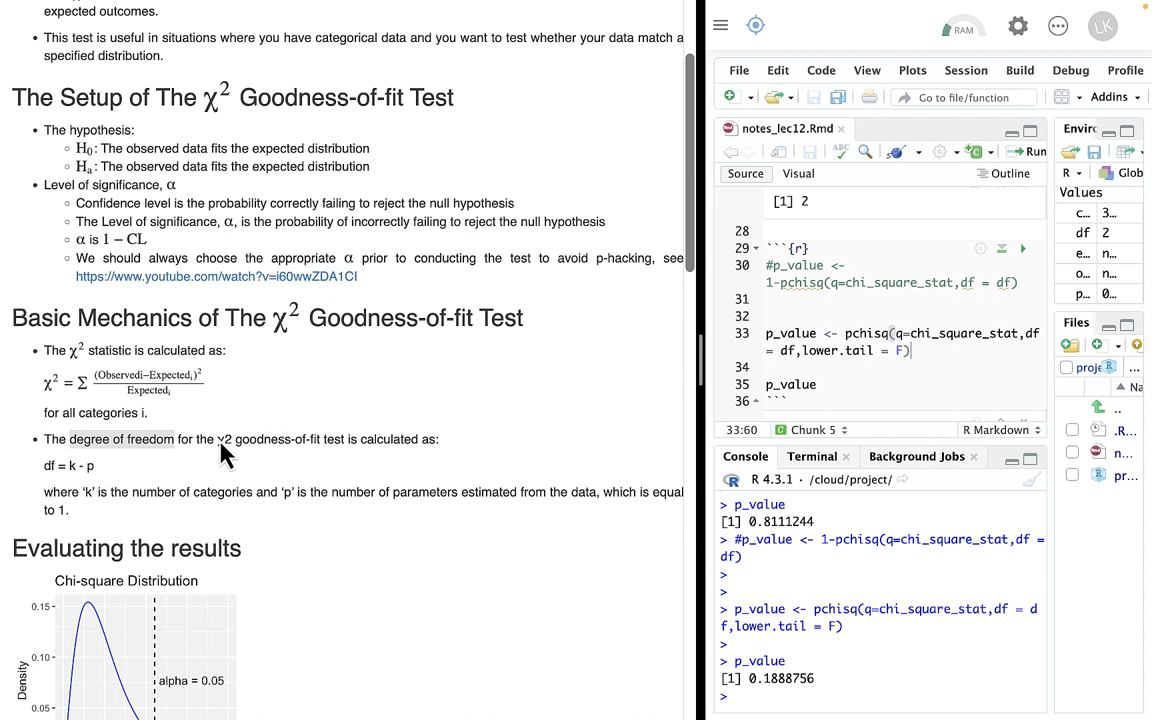 expected outcomes.
• This test is useful in situations where you have categorical data and you want to test whether your data match a
specified distribution.
The Setup of The χ² Goodness-of-fit Test
• The hypothesis:
H₀: The observed data fits the expected distribution
Hₐ: The observed data fits the expected distribution
• Level of significance, α
Confidence level is the probability correctly failing to reject the null hypothesis
The Level of significance, α, is the probability of incorrectly failing to reject the null hypothesis
α is 1 − CL
We should always choose the appropriate α prior to conducting the test to avoid p-hacking, see
https://www.youtube.com/watch?v=i60wwZDA1CI
Basic Mechanics of The χ² Goodness-of-fit Test
• The χ² statistic is calculated as:
χ² = Σ (Observedi−Expectedᵢ)² / Expectedᵢ
for all categories i.
• The degree of freedom for the χ2 goodness-of-fit test is calculated as:
df = k - p
where ‘k’ is the number of categories and ‘p’ is the number of parameters estimated from the data, which is equal
to 1.
Evaluating the results
Chi-square Distribution
0.15
0.10
0.05
Density
alpha = 0.05
RAM
LK
File Edit Code View Plots Session Build Debug Profile
Go to file/function
Addins
notes_lec12.Rmd
ABC
Run
Source Visual
Outline
[1] 2
28
29 ```{r}
30 #p_value <-
1-pchisq(q=chi_square_stat,df = df)
31
32
33 p_value <- pchisq(q=chi_square_stat,df
= df,lower.tail = F)
34
35 p_value
36 ```
33:60 Chunk 5 R Markdown
Console Terminal Background Jobs
R 4.3.1 · /cloud/project/
> p_value
[1] 0.8111244
> #p_value <- 1-pchisq(q=chi_square_stat,df =
df)
>
>
> p_value <- pchisq(q=chi_square_stat,df = d
f,lower.tail = F)
>
> p_value
[1] 0.1888756
>
Envir
R Glob
Values
c… 3…
df 2
e… n…
o… n…
p… 0…
Files
proje …
Na
..
.R…
n…
pr…